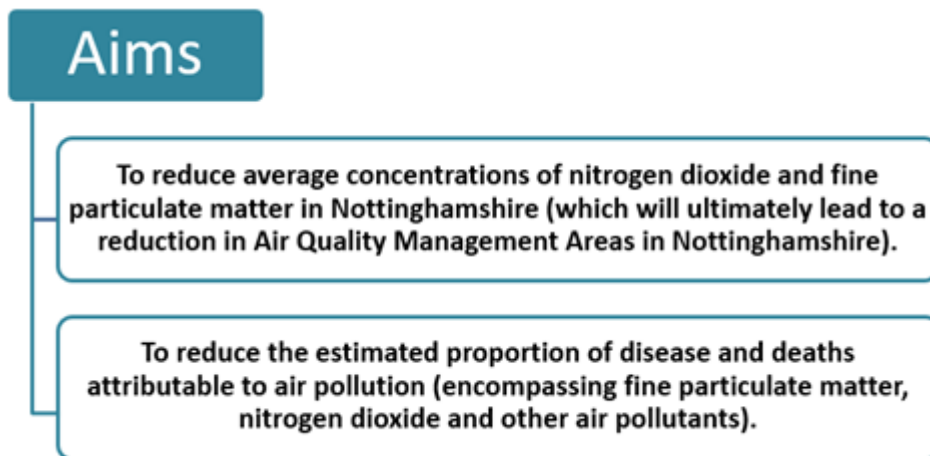 Aims
To reduce average concentrations of nitrogen dioxide and fine
particulate matter in Nottinghamshire (which will ultimately lead to a
reduction in Air Quality Management Areas in Nottinghamshire).
To reduce the estimated proportion of disease and deaths
attributable to air pollution (encompassing fine particulate matter,
nitrogen dioxide and other air pollutants).